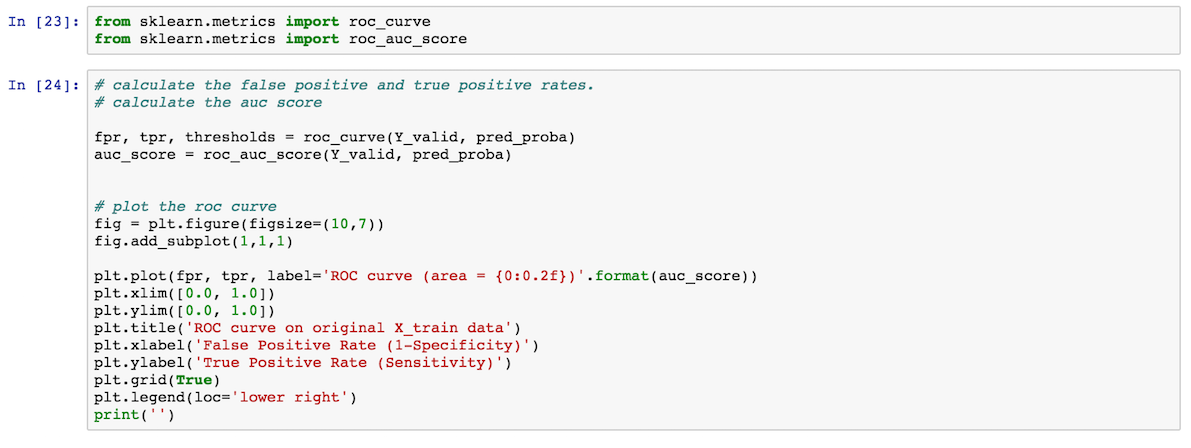 In [23]: from sklearn.metrics import roc_curve
from sklearn.metrics import roc_auc_score
In [24]: # calculate the false positive and true positive rates.
# calculate the auc score
fpr, tpr, thresholds = roc_curve(Y_valid, pred_proba)
auc_score = roc_auc_score(Y_valid, pred_proba)
# plot the roc curve
fig = plt.figure(figsize=(10,7))
fig.add_subplot(1,1,1)
plt.plot(fpr, tpr, label='ROC curve (area = {0:0.2f})'.format(auc_score))
plt.xlim([0.0, 1.0])
plt.ylim([0.0, 1.0])
plt.title('ROC curve on original X_train data')
plt.xlabel('False Positive Rate (1-Specificity)')
plt.ylabel('True Positive Rate (Sensitivity)')
plt.grid(True)
plt.legend(loc='lower right')
print('')